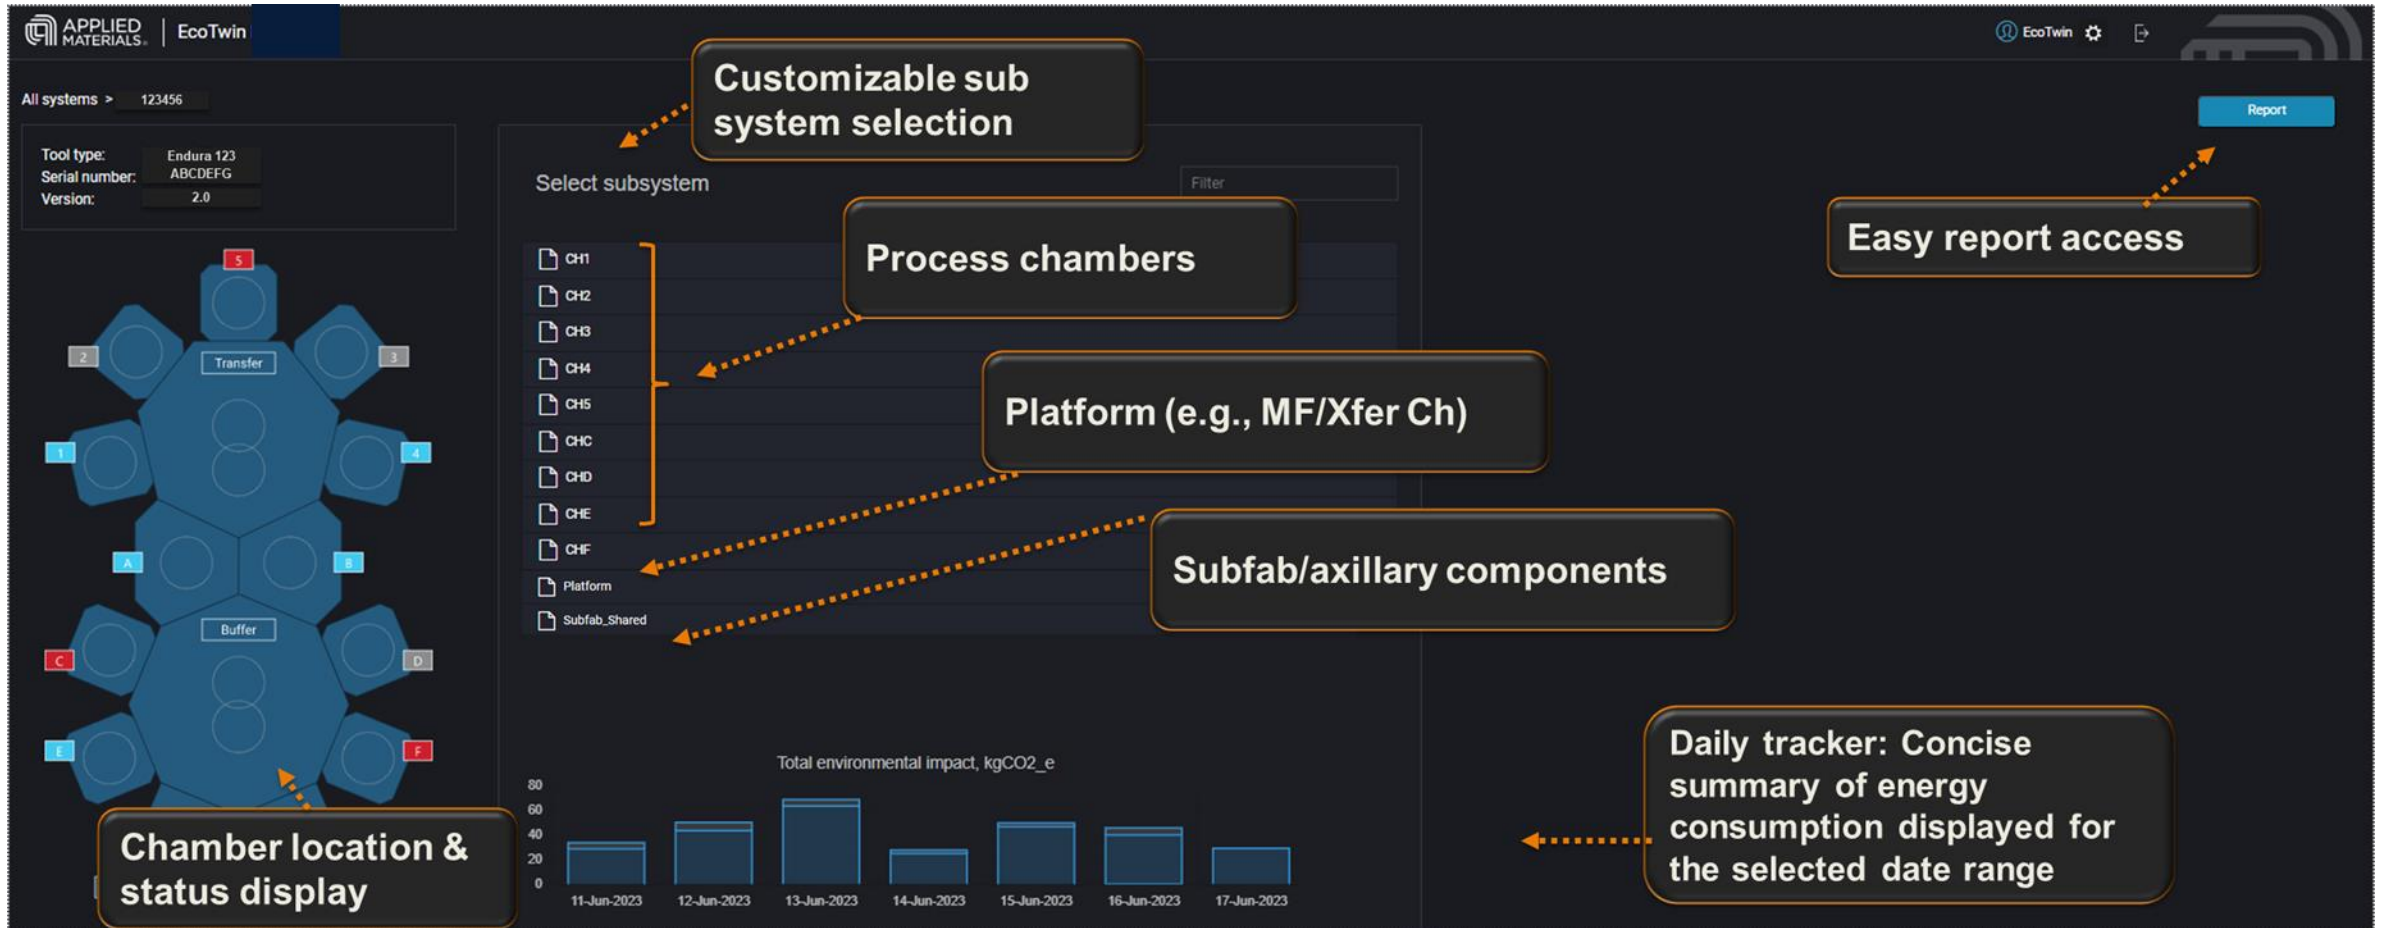 APPLIED
MATERIALS®
EcoTwin
EcoTwin
All systems > 123456
Report
Tool type: Endura 123
Serial number: ABCDEFG
Version: 2.0
Customizable sub
system selection
Select subsystem
Filter
Easy report access
Process chambers
CH1
CH2
CH3
CH4
CH5
CHC
CHD
CHE
CHF
Platform
Subfab_Shared
Platform (e.g., MF/Xfer Ch)
Subfab/axillary components
5
2
3
Transfer
1
4
A
B
Buffer
C
D
E
F
Chamber location &
status display
Total environmental impact, kgCO2_e
80
60
40
20
0
11-Jun-2023
12-Jun-2023
13-Jun-2023
14-Jun-2023
15-Jun-2023
16-Jun-2023
17-Jun-2023
Daily tracker: Concise
summary of energy
consumption displayed for
the selected date range